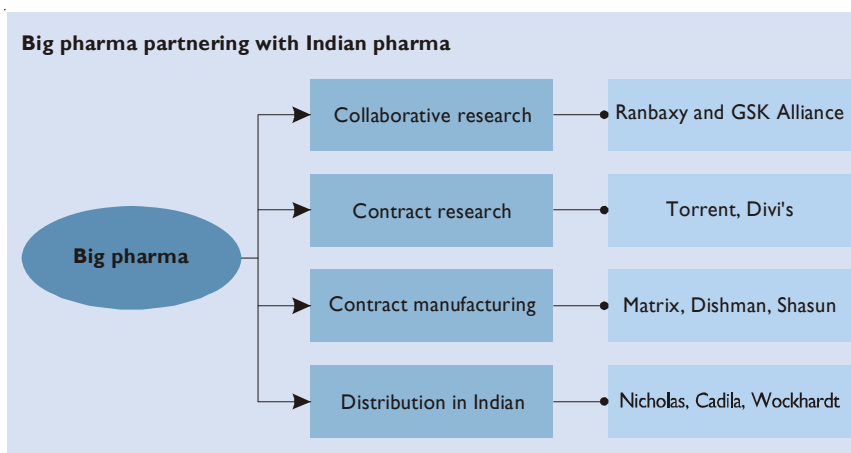 Big pharma partnering with Indian pharma
Big pharma
Collaborative research
Ranbaxy and GSK Alliance
Contract research
Torrent, Divi's
Contract manufacturing
Matrix, Dishman, Shasun
Distribution in Indian
Nicholas, Cadila, Wockhardt